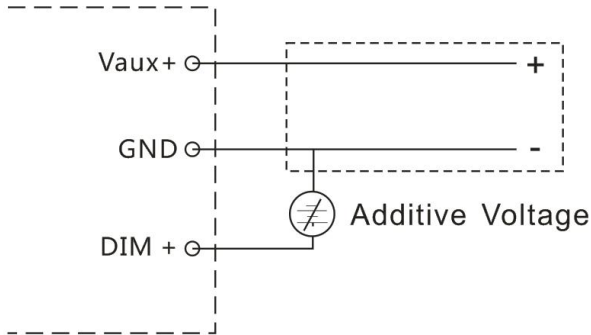 Vaux+
+
GND
-
Additive Voltage
DIM +